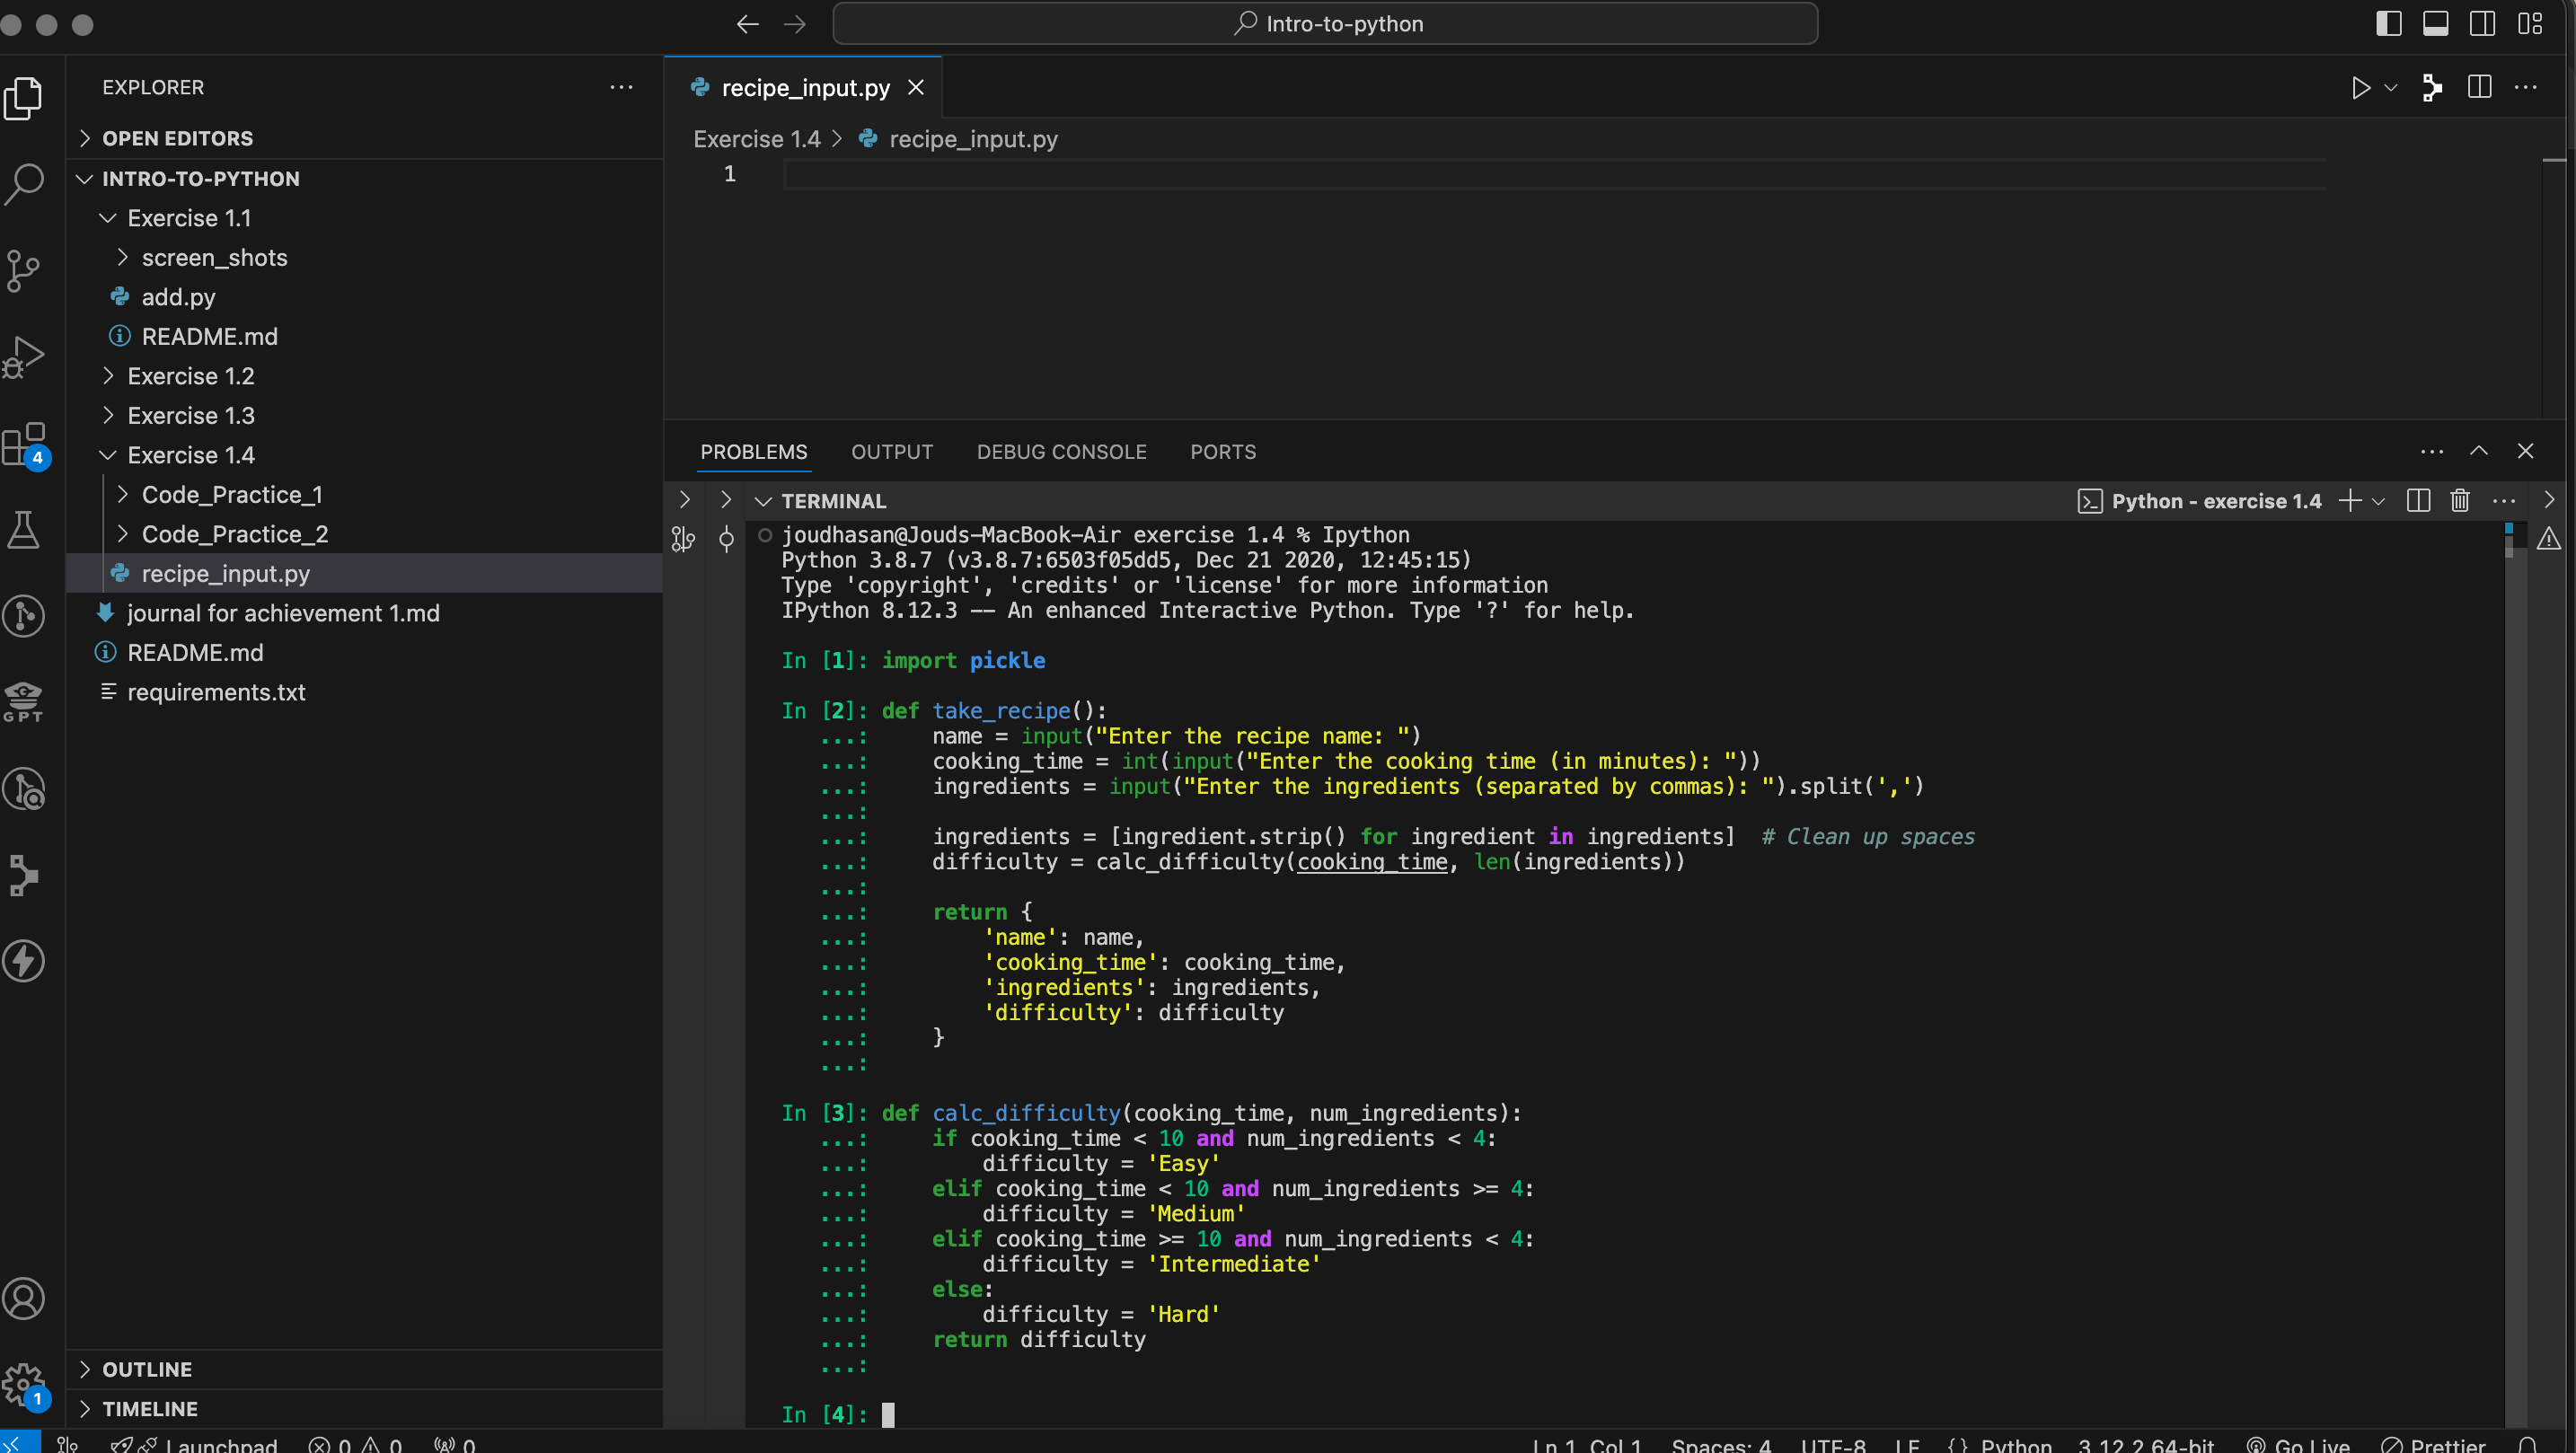 Intro-to-python
EXPLORER
OPEN EDITORS
INTRO-TO-PYTHON
Exercise 1.1
screen_shots
add.py
README.md
Exercise 1.2
Exercise 1.3
Exercise 1.4
Code_Practice_1
Code_Practice_2
recipe_input.py
journal for achievement 1.md
README.md
requirements.txt
4
GPT
1
OUTLINE
TIMELINE
recipe_input.py
Exercise 1.4 > recipe_input.py
1
PROBLEMS OUTPUT DEBUG CONSOLE PORTS
TERMINAL Python - exercise 1.4
joudhasan@Jouds-MacBook-Air exercise 1.4 % Ipython
Python 3.8.7 (v3.8.7:6503f05dd5, Dec 21 2020, 12:45:15)
Type 'copyright', 'credits' or 'license' for more information
IPython 8.12.3 -- An enhanced Interactive Python. Type '?' for help.
In [1]: import pickle
In [2]: def take_recipe():
...:     name = input("Enter the recipe name: ")
...:     cooking_time = int(input("Enter the cooking time (in minutes): "))
...:     ingredients = input("Enter the ingredients (separated by commas): ").split(',')
...:
...:     ingredients = [ingredient.strip() for ingredient in ingredients]  # Clean up spaces
...:     difficulty = calc_difficulty(cooking_time, len(ingredients))
...:
...:     return {
...:         'name': name,
...:         'cooking_time': cooking_time,
...:         'ingredients': ingredients,
...:         'difficulty': difficulty
...:     }
...:
In [3]: def calc_difficulty(cooking_time, num_ingredients):
...:     if cooking_time < 10 and num_ingredients < 4:
...:         difficulty = 'Easy'
...:     elif cooking_time < 10 and num_ingredients >= 4:
...:         difficulty = 'Medium'
...:     elif cooking_time >= 10 and num_ingredients < 4:
...:         difficulty = 'Intermediate'
...:     else:
...:         difficulty = 'Hard'
...:     return difficulty
...:
In [4]:
Launchpad 0 0 0 Ln 1, Col 1 Spaces: 4 UTF-8 LF {} Python 3.12.2 64-bit Go Live Prettier